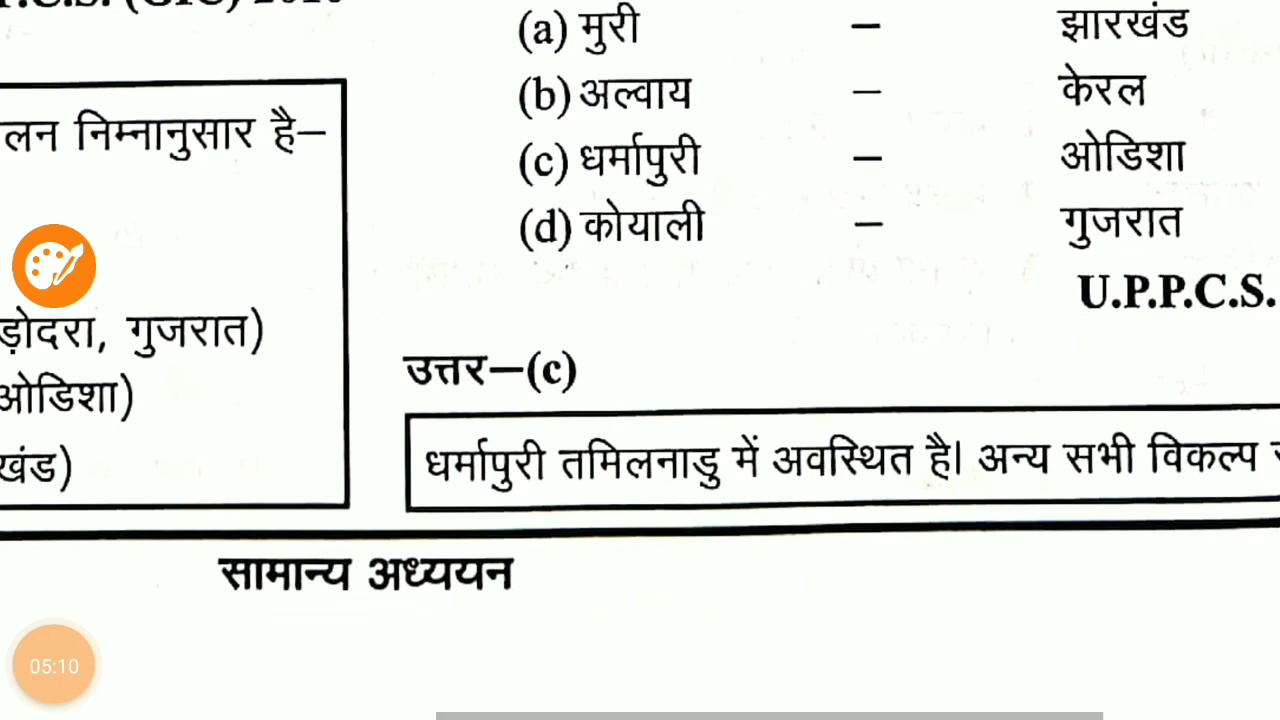 (a) मुरी – झारखंड
(b) अल्वाय – केरल
(c) धर्मापुरी – ओडिशा
(d) कोयाली – गुजरात
U.P.P.C.S.
उत्तर–(c)
धर्मापुरी तमिलनाडु में अवस्थित है। अन्य सभी विकल्प
लन निम्नानुसार है–
ड़ोदरा, गुजरात)
ओडिशा)
खंड)
सामान्य अध्ययन
05:10